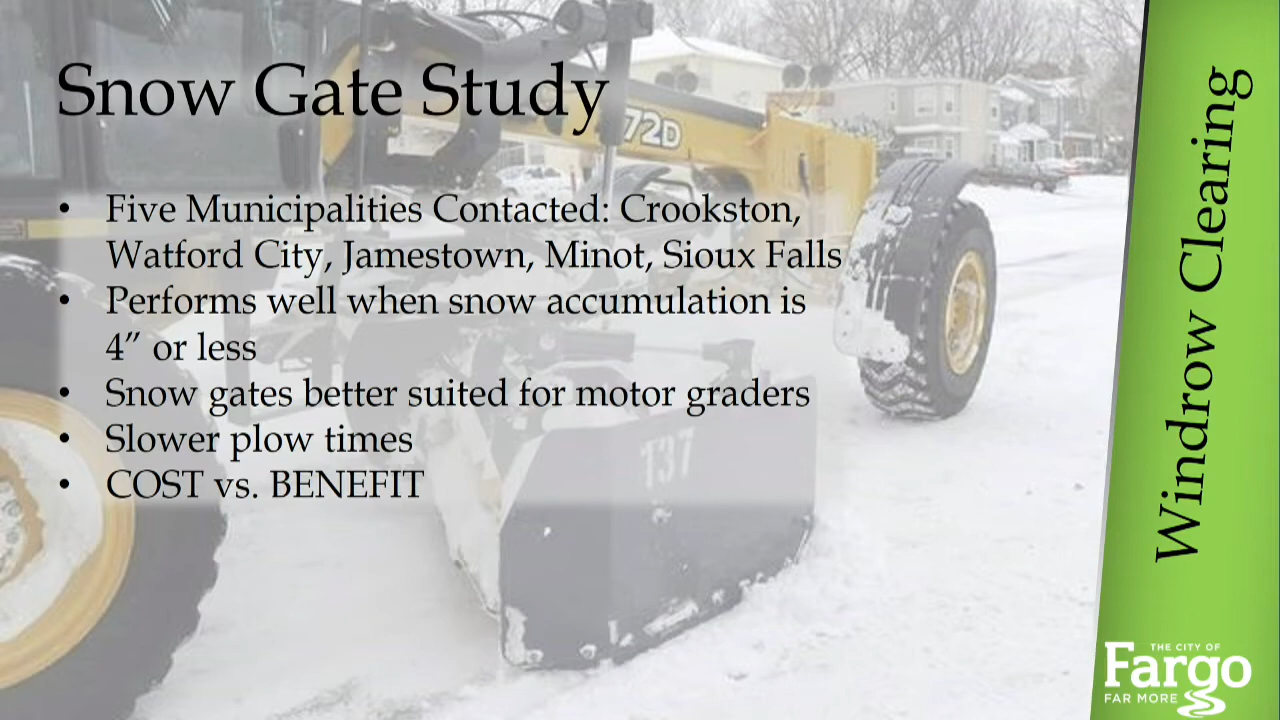 Snow Gate Study
• Five Municipalities Contacted: Crookston,
Watford City, Jamestown, Minot, Sioux Falls
• Performs well when snow accumulation is
4” or less
• Snow gates better suited for motor graders
• Slower plow times
• COST vs. BENEFIT
72D
137
Windrow Clearing
THE CITY OF
Fargo
FAR MORE